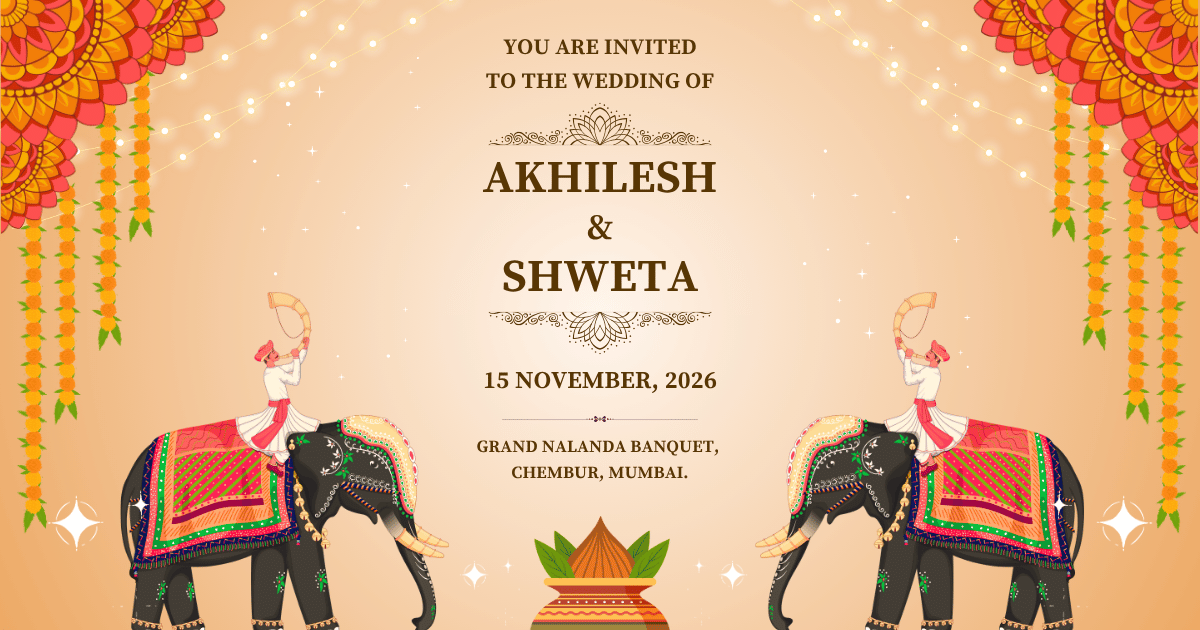 YOU ARE INVITED
TO THE WEDDING OF
AKHILESH
&
SHWETA
15 NOVEMBER, 2026
GRAND NALANDA BANQUET,
CHEMBUR, MUMBAI.